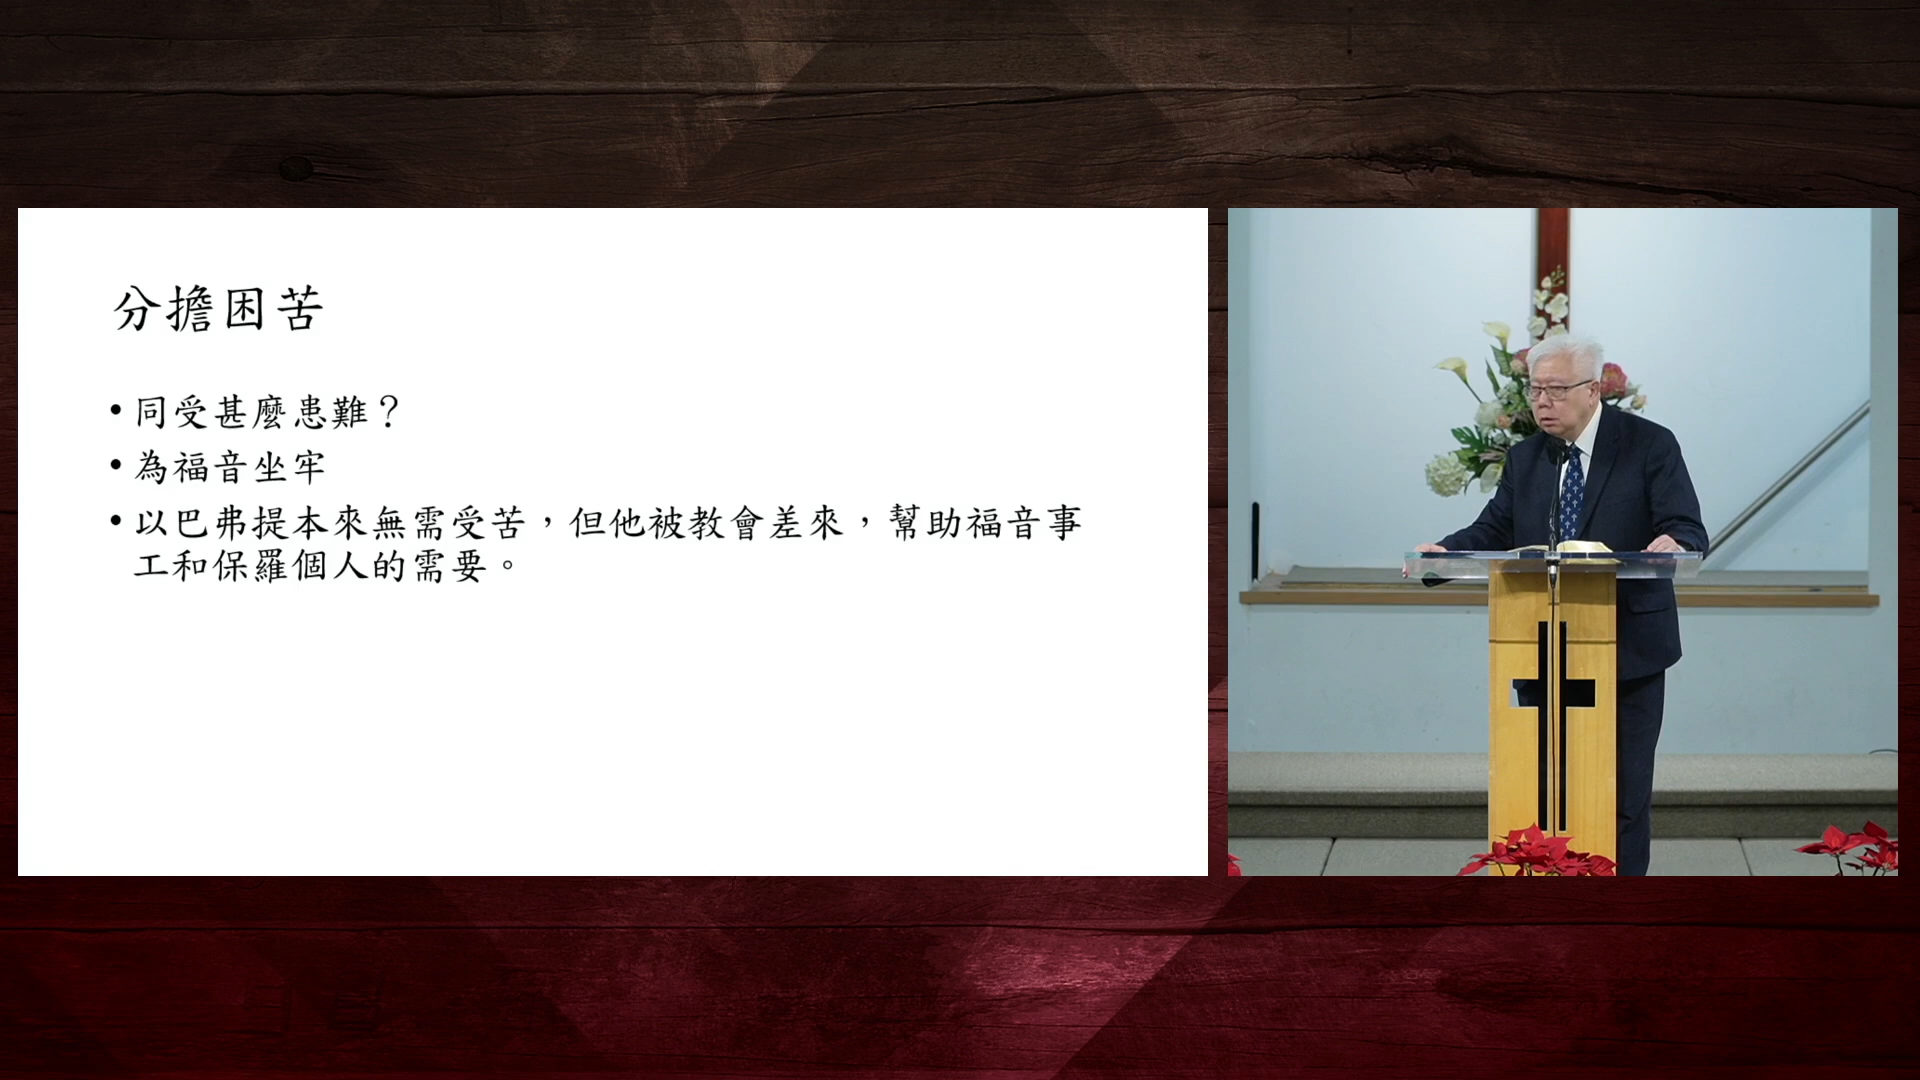 分擔困苦
• 同受甚麼患難？
• 為福音坐牢
• 以巴弗提本來無需受苦，但他被教會差來，幫助福音事
工和保羅個人的需要。